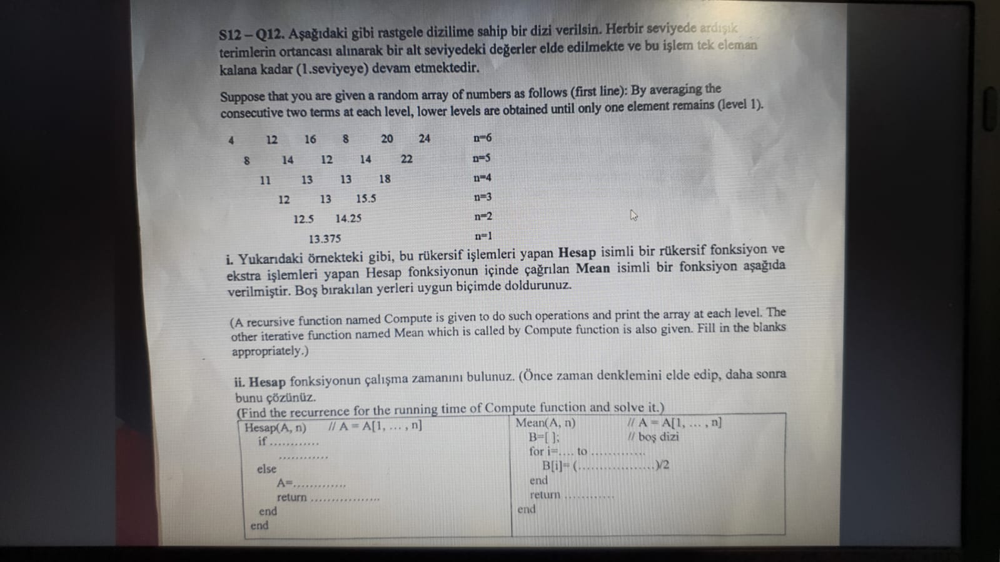 S12 – Q12. Aşağıdaki gibi rastgele dizilime sahip bir dizi verilsin. Herbir seviyede ardışık
terimlerin ortancası alınarak bir alt seviyedeki değerler elde edilmekte ve bu işlem tek eleman
kalana kadar (1.seviyeye) devam etmektedir.
Suppose that you are given a random array of numbers as follows (first line): By averaging the
consecutive two terms at each level, lower levels are obtained until only one element remains (level 1).
4 12 16 8 20 24 n=6
8 14 12 14 22 n=5
11 13 13 18 n=4
12 13 15.5 n=3
12.5 14.25 n=2
13.375 n=1
i. Yukarıdaki örnekteki gibi, bu rükersif işlemleri yapan Hesap isimli bir rükersif fonksiyon ve
ekstra işlemleri yapan Hesap fonksiyonun içinde çağrılan Mean isimli bir fonksiyon aşağıda
verilmiştir. Boş bırakılan yerleri uygun biçimde doldurunuz.
(A recursive function named Compute is given to do such operations and print the array at each level. The
other iterative function named Mean which is called by Compute function is also given. Fill in the blanks
appropriately.)
ii. Hesap fonksiyonun çalışma zamanını bulunuz. (Önce zaman denklemini elde edip, daha sonra
bunu çözünüz.
(Find the recurrence for the running time of Compute function and solve it.)
Hesap(A, n) // A = A[1, ... , n]
if ............
............
else
A=.............
return .................
end
end
Mean(A, n) // A = A[1, ... , n]
B=[ ]; // boş dizi
for i=.... to .............
B[i]= (..................)/2
end
return ............
end